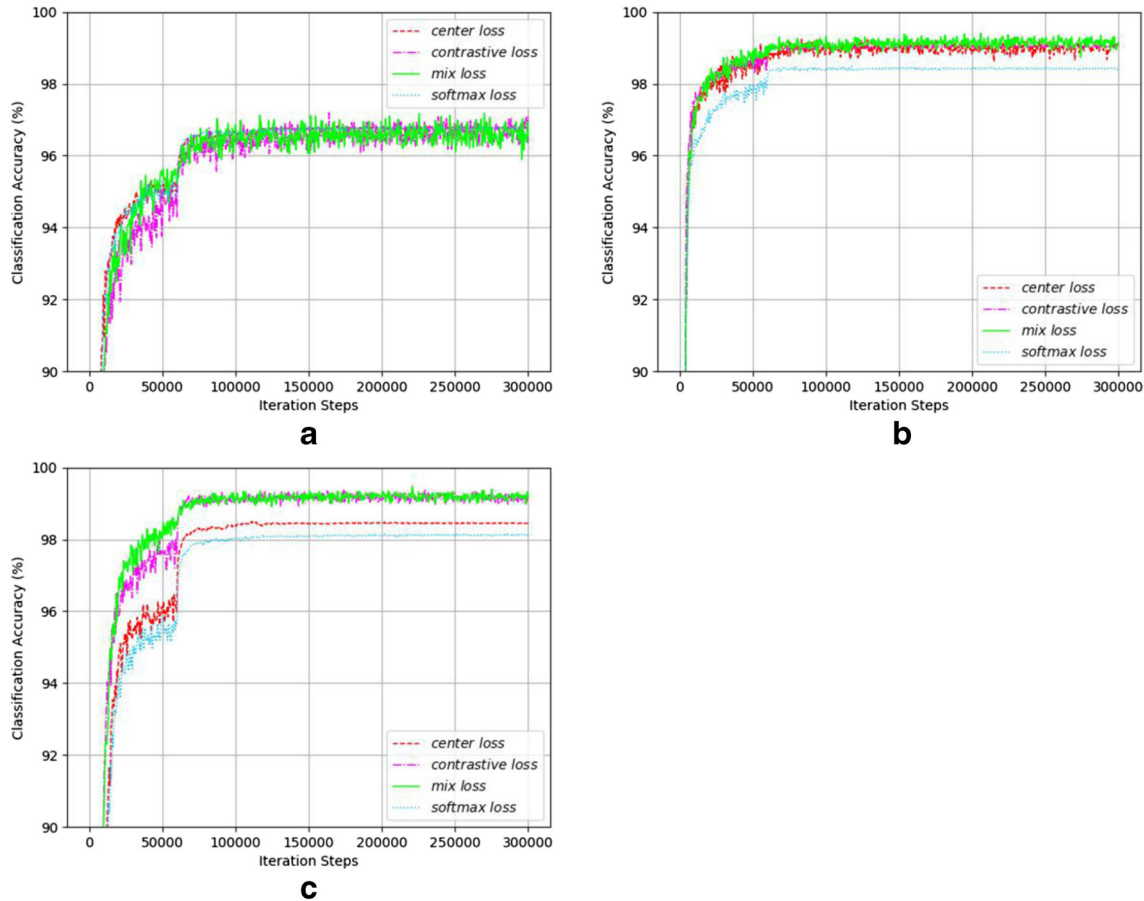 100
98
96
94
92
90
Classification Accuracy (%)
center loss
contrastive loss
mix loss
softmax loss
0 50000 100000 150000 200000 250000 300000
Iteration Steps
a
100
98
96
94
92
90
Classification Accuracy (%)
center loss
contrastive loss
mix loss
softmax loss
0 50000 100000 150000 200000 250000 300000
Iteration Steps
b
100
98
96
94
92
90
Classification Accuracy (%)
center loss
contrastive loss
mix loss
softmax loss
0 50000 100000 150000 200000 250000 300000
Iteration Steps
c